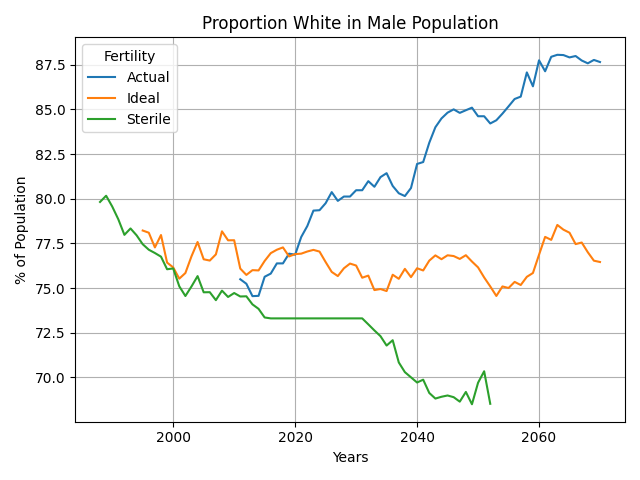 Proportion White in Male Population
Fertility
Actual
Ideal
Sterile
% of Population
87.5
85.0
82.5
80.0
77.5
75.0
72.5
70.0
2000
2020
2040
2060
Years